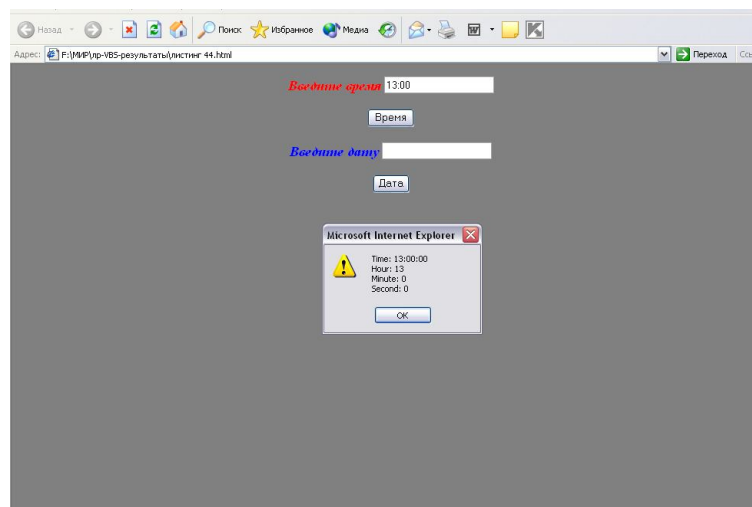 Назад Поиск Избранное Медиа
Адрес: F:\МИР\лр-VBS-результаты\листинг 44.html Переход Ссы
Введите время 13:00
Время
Введите дату
Дата
Microsoft Internet Explorer
Time: 13:00:00
Hour: 13
Minute: 0
Second: 0
OK